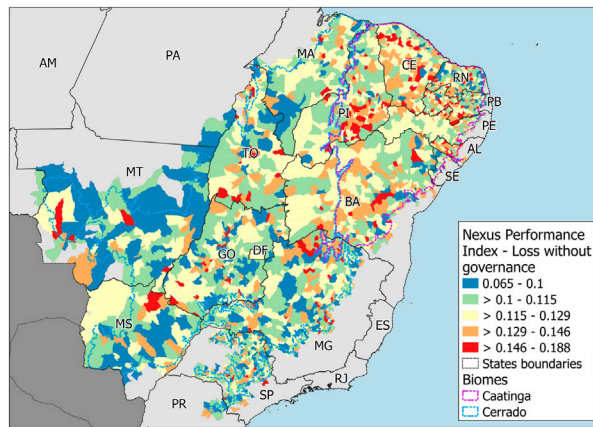 AM
PA
MA
CE
RN
PB
PE
AL
SE
PI
TO
MT
BA
GO
DF
MS
MG
ES
SP
RJ
PR
Nexus Performance
Index - Loss without
governance
0.065 - 0.1
> 0.1 - 0.115
> 0.115 - 0.129
> 0.129 - 0.146
> 0.146 - 0.188
States boundaries
Biomes
Caatinga
Cerrado